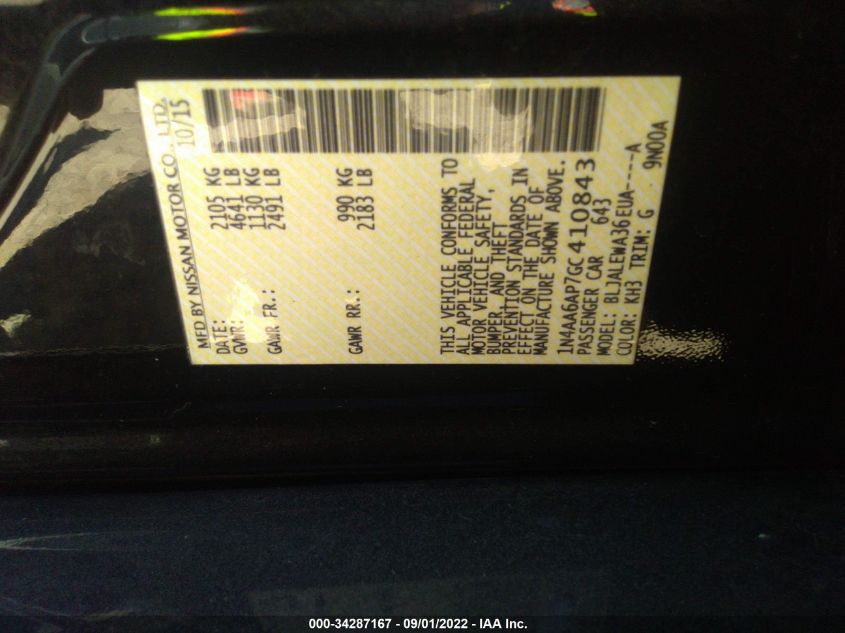 MFD BY NISSAN MOTOR CO., LTD.
DATE: 10/15
GVWR: 2105 KG
4641 LB
GAWR FR.: 1130 KG
2491 LB
GAWR RR.: 990 KG
2183 LB
THIS VEHICLE CONFORMS TO
ALL APPLICABLE FEDERAL
MOTOR VEHICLE SAFETY,
BUMPER, AND THEFT
PREVENTION STANDARDS IN
EFFECT ON THE DATE OF
MANUFACTURE SHOWN ABOVE.
1N4AA6AP7GC410843
PASSENGER CAR 643
MODEL: BLJALEWA36EUA----A
COLOR: KH3 TRIM: G 9N00A
000-34287167 - 09/01/2022 - IAA Inc.